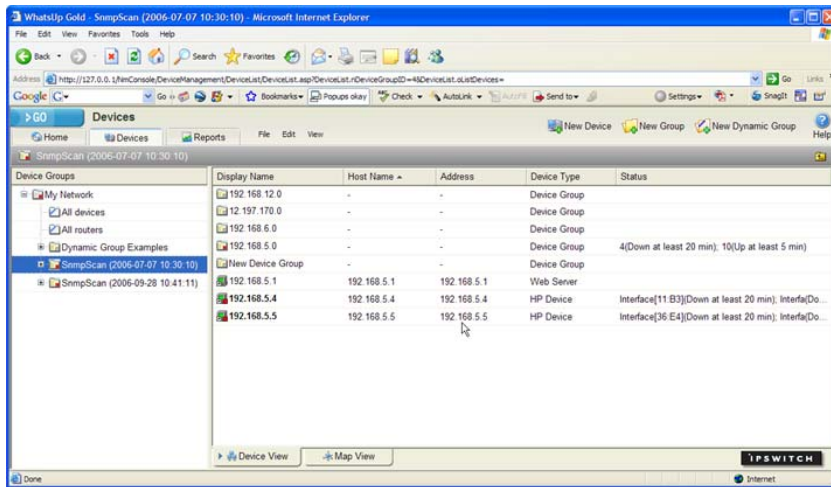 WhatsUp Gold - SnmpScan (2006-07-07 10:30:10) - Microsoft Internet Explorer
File Edit View Favorites Tools Help
Back Search Favorites
Address http://127.0.0.1/NmConsole/DeviceManagement/DeviceList/DeviceList.asp?DeviceList.nDeviceGroupID=4&DeviceList.oListDevices= Go Links
Google Go Bookmarks Popups okay Check AutoLink AutoFill Send to Settings SnagIt
GO Devices
Home Devices Reports File Edit View New Device New Group New Dynamic Group Help
SnmpScan (2006-07-07 10:30:10)
Device Groups Display Name Host Name Address Device Type Status
My Network 192.168.12.0 - - Device Group
All devices 12.197.170.0 - - Device Group
All routers 192.168.6.0 - - Device Group
Dynamic Group Examples 192.168.5.0 - - Device Group 4(Down at least 20 min); 10(Up at least 5 min)
SnmpScan (2006-07-07 10:30:10) New Device Group - - Device Group
SnmpScan (2006-09-28 10:41:11) 192.168.5.1 192.168.5.1 192.168.5.1 Web Server
192.168.5.4 192.168.5.4 192.168.5.4 HP Device Interface[11:B3](Down at least 20 min); Interfa(Do...
192.168.5.5 192.168.5.5 192.168.5.5 HP Device Interface[36:E4](Down at least 20 min); Interfa(Do...
Device View Map View IPSWITCH
Done Internet